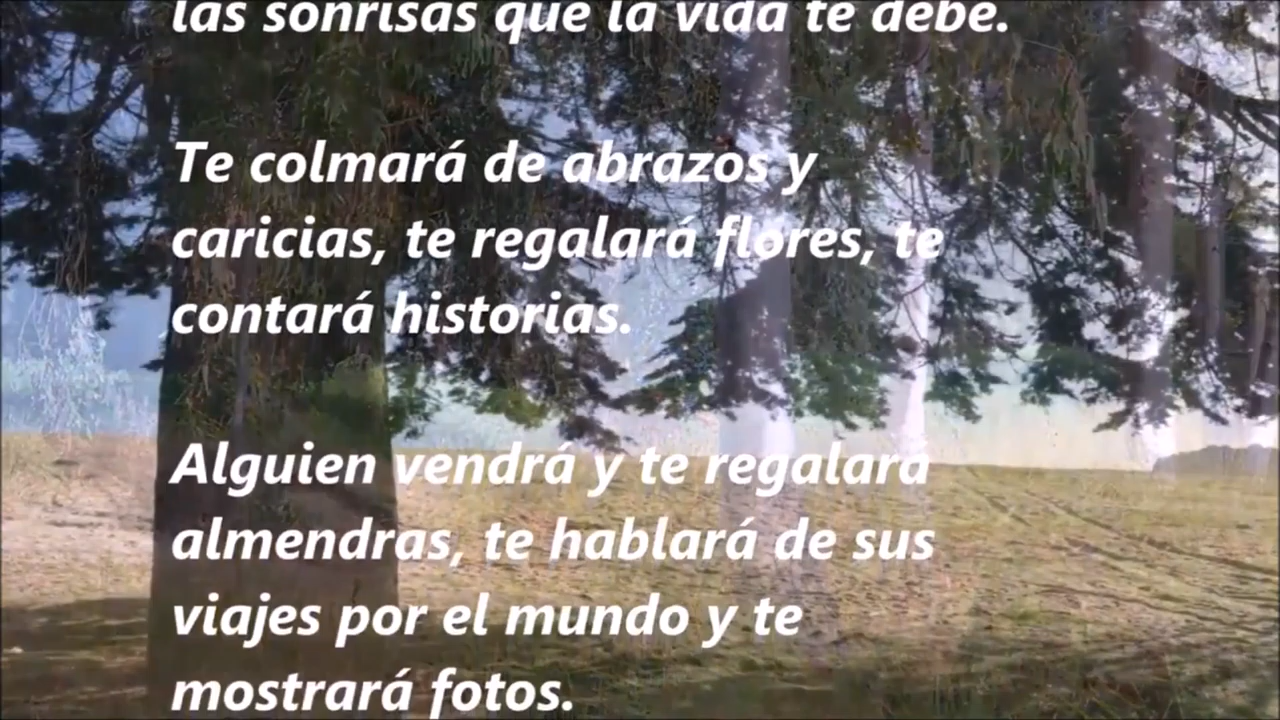 las sonrisas que la vida te debe.
Te colmará de abrazos y
caricias, te regalará flores, te
contará historias.
Alguien vendrá y te regalará
almendras, te hablará de sus
viajes por el mundo y te
mostrará fotos.